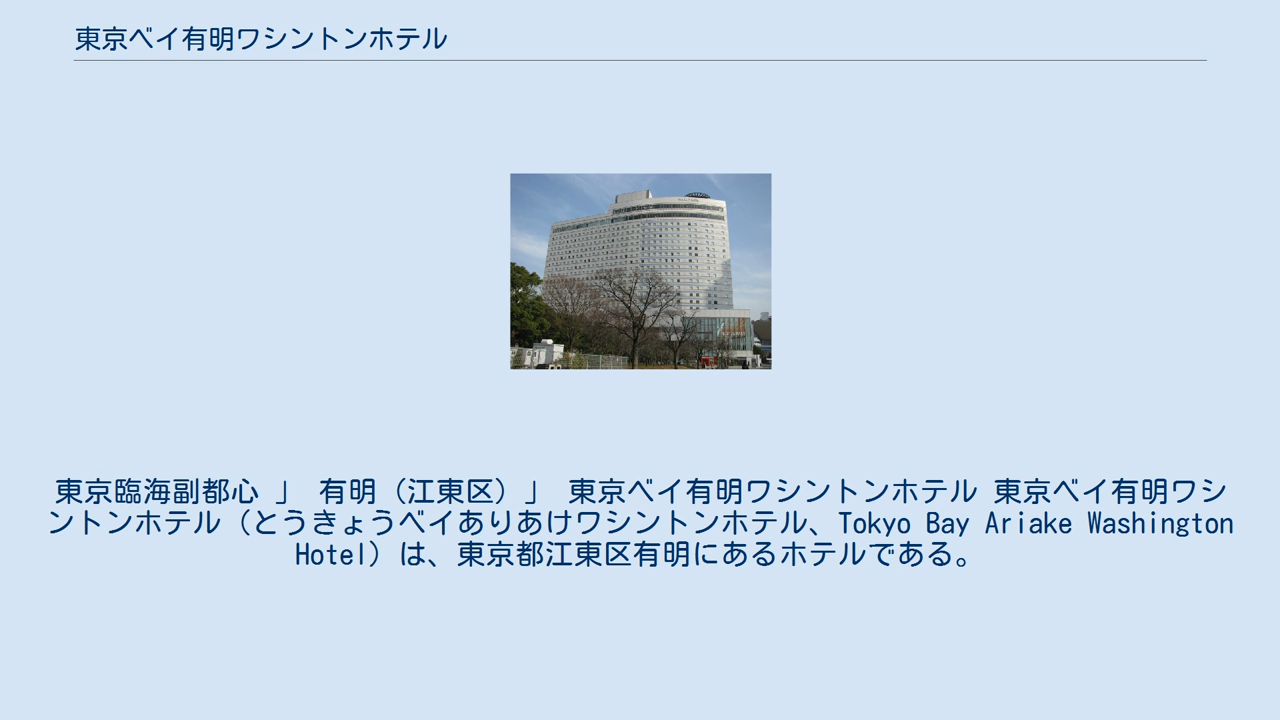 東京ベイ有明ワシントンホテル
東京臨海副都心 」 有明（江東区）」 東京ベイ有明ワシントンホテル 東京ベイ有明ワシ
ントンホテル（とうきょうベイありあけワシントンホテル、Tokyo Bay Ariake Washington
Hotel）は、東京都江東区有明にあるホテルである。